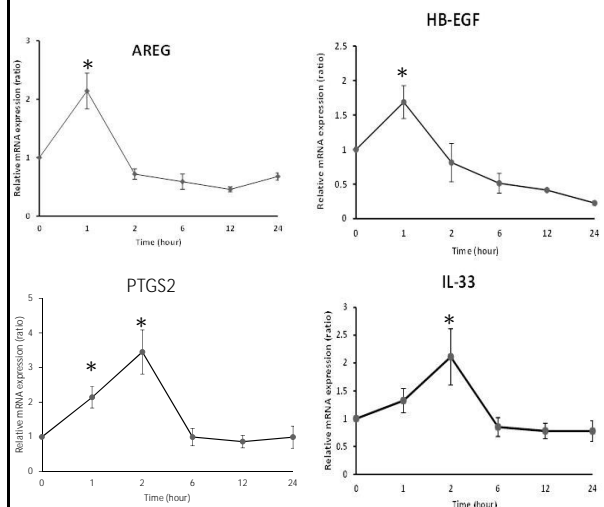 AREG
*
Relative mRNA expression (ratio)
3
2
1
0
0 1 2 6 12 24
Time (hour)
HB-EGF
*
Relative mRNA expression (ratio)
2.5
2
1.5
1
0.5
0
0 1 2 6 12 24
Time (hour)
PTGS2
* *
Relative mRNA expression (ratio)
5
4
3
2
1
0
0 1 2 6 12 24
Time (hour)
IL-33
*
Relative mRNA expression (ratio)
3
2.5
2
1.5
1
0.5
0
0 1 2 6 12 24
Time (hour)